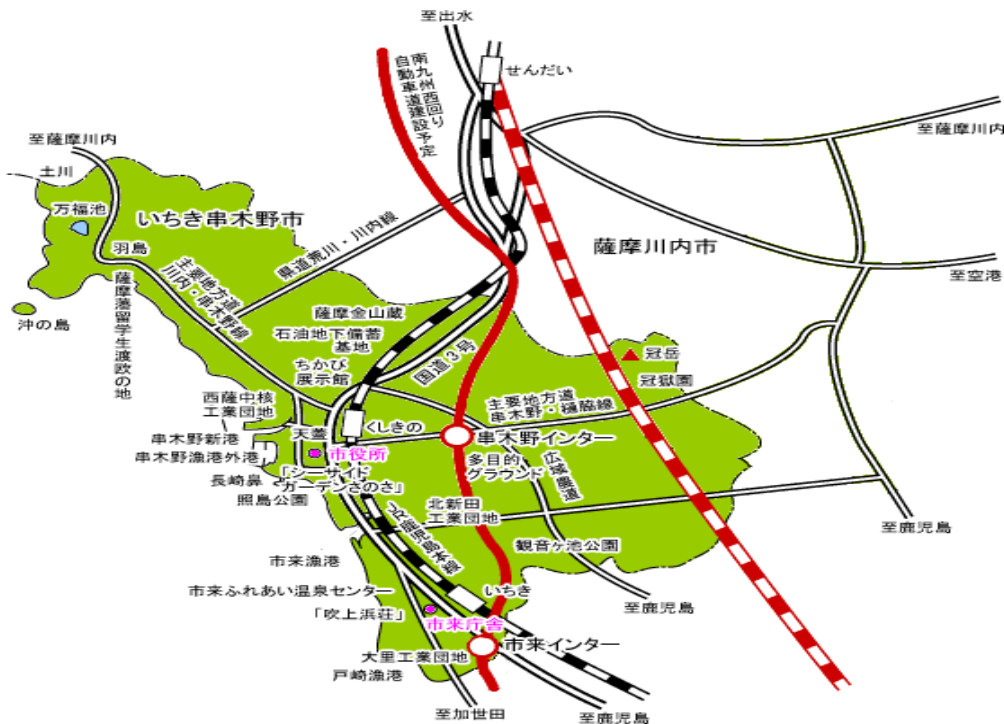 至出水
せんだい
南九州西回り
自動車道建設予定
至薩摩川内
至薩摩川内
土川
万福池
いちき串木野市
羽島
県道荒川・川内線
薩摩川内市
至空港
主要地方道
川内・串木野線
薩摩藩留学生渡欧の地
沖の島
薩摩金山蔵
石油地下備蓄
基地
ちかび
展示館
国道3号
冠岳
冠獄園
主要地方道
串木野・樋脇線
西薩中核
工業団地
串木野新港
天蓋
くしきの
串木野インター
市役所
串木野漁港外港
多目的
グラウンド
広域農道
長崎鼻
「シーサイド
ガーデンさのさ」
照島公園
北新田
工業団地
JR鹿児島本線
至鹿児島
観音ヶ池公園
市来漁港
市来ふれあい温泉センター
いちき
至鹿児島
「吹上浜荘」
市来庁舎
市来インター
大里工業団地
戸崎漁港
至加世田
至鹿児島